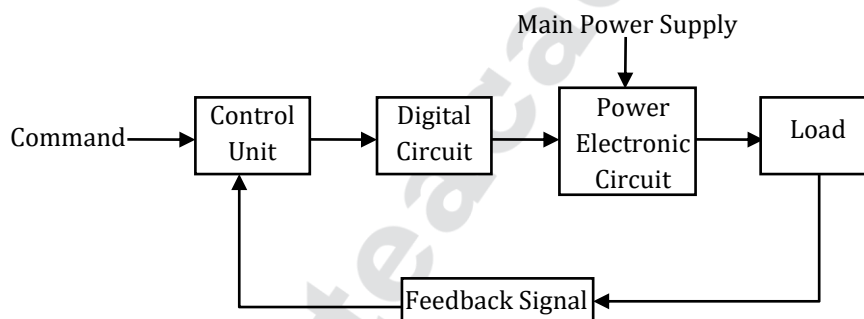 Main Power Supply
Command
Control
Unit
Digital
Circuit
Power
Electronic
Circuit
Load
Feedback Signal